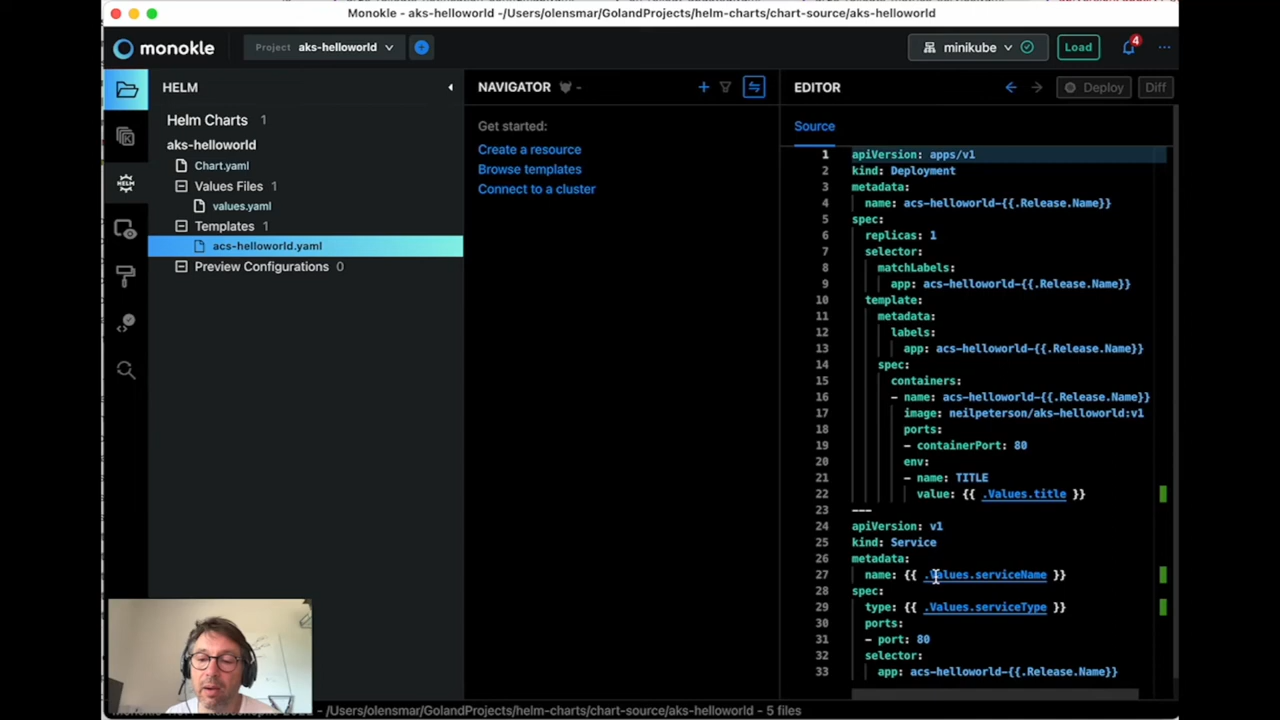 Monokle - aks-helloworld -/Users/olensmar/GolandProjects/helm-charts/chart-source/aks-helloworld
monokle
Project aks-helloworld
minikube
Load
4
HELM
NAVIGATOR
EDITOR
Deploy
Diff
Helm Charts 1
aks-helloworld
Chart.yaml
Values Files 1
values.yaml
Templates 1
acs-helloworld.yaml
Preview Configurations 0
Get started:
Create a resource
Browse templates
Connect to a cluster
Source
1 apiVersion: apps/v1
2 kind: Deployment
3 metadata:
4 name: aks-helloworld-{{.Release.Name}}
5 spec:
6 replicas: 1
7 selector:
8 matchLabels:
9 app: acs-helloworld-{{.Release.Name}}
10 template:
11 metadata:
12 labels:
13 app: acs-helloworld-{{.Release.Name}}
14 spec:
15 containers:
16 - name: acs-helloworld-{{.Release.Name}}
17 image: neilpeterson/aks-helloworld:v1
18 ports:
19 - containerPort: 80
20 env:
21 - name: TITLE
22 value: {{ .Values.title }}
23 ---
24 apiVersion: v1
25 kind: Service
26 metadata:
27 name: {{ .Values.serviceName }}
28 spec:
29 type: {{ .Values.serviceType }}
30 ports:
31 - port: 80
32 selector:
33 app: acs-helloworld-{{.Release.Name}}
/Users/olensmar/GolandProjects/helm-charts/chart-source/aks-helloworld - 5 files